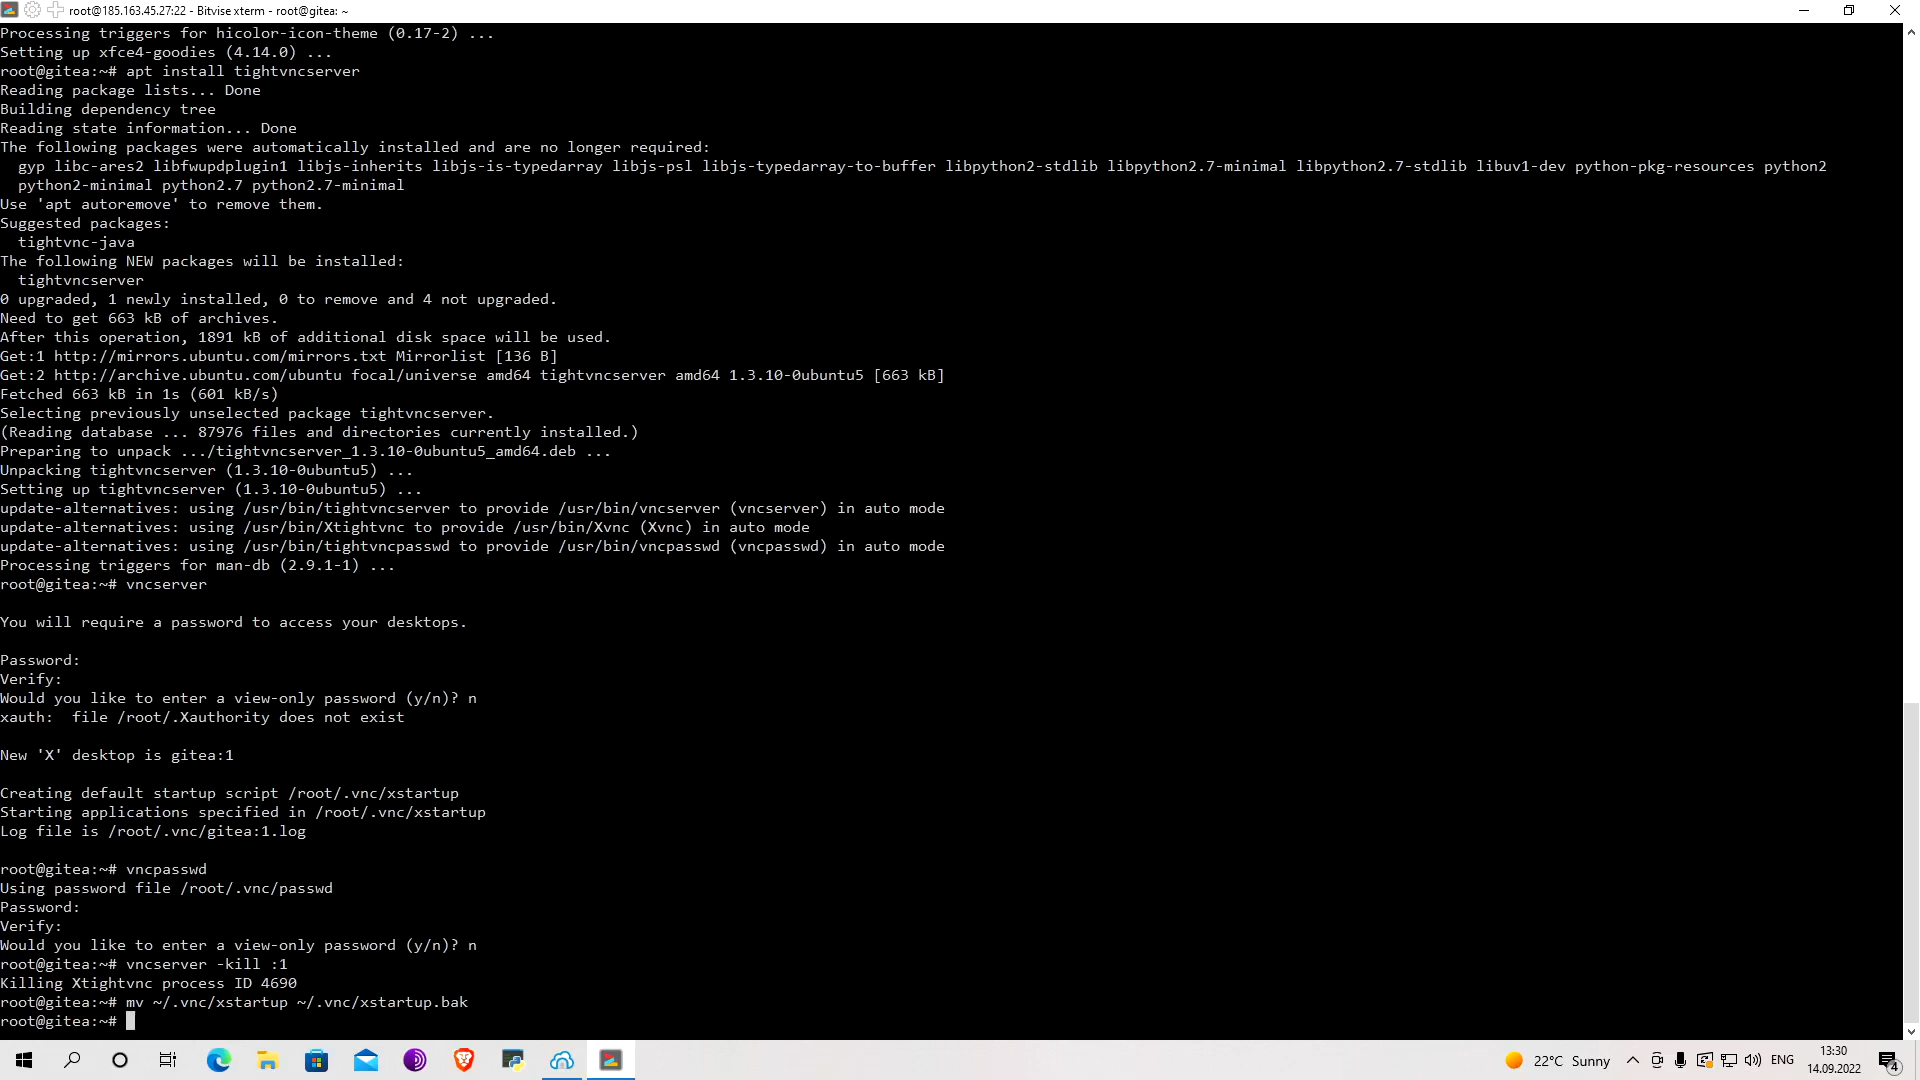 root@185.163.45.27:22 - Bitvise xterm - root@gitea: ~
Processing triggers for hicolor-icon-theme (0.17-2) ...
Setting up xfce4-goodies (4.14.0) ...
root@gitea:~# apt install tightvncserver
Reading package lists... Done
Building dependency tree
Reading state information... Done
The following packages were automatically installed and are no longer required:
  gyp libc-ares2 libfwupdplugin1 libjs-inherits libjs-is-typedarray libjs-psl libjs-typedarray-to-buffer libpython2-stdlib libpython2.7-minimal libpython2.7-stdlib libuv1-dev python-pkg-resources python2
  python2-minimal python2.7 python2.7-minimal
Use 'apt autoremove' to remove them.
Suggested packages:
  tightvnc-java
The following NEW packages will be installed:
  tightvncserver
0 upgraded, 1 newly installed, 0 to remove and 4 not upgraded.
Need to get 663 kB of archives.
After this operation, 1891 kB of additional disk space will be used.
Get:1 http://mirrors.ubuntu.com/mirrors.txt Mirrorlist [136 B]
Get:2 http://archive.ubuntu.com/ubuntu focal/universe amd64 tightvncserver amd64 1.3.10-0ubuntu5 [663 kB]
Fetched 663 kB in 1s (601 kB/s)
Selecting previously unselected package tightvncserver.
(Reading database ... 87976 files and directories currently installed.)
Preparing to unpack .../tightvncserver_1.3.10-0ubuntu5_amd64.deb ...
Unpacking tightvncserver (1.3.10-0ubuntu5) ...
Setting up tightvncserver (1.3.10-0ubuntu5) ...
update-alternatives: using /usr/bin/tightvncserver to provide /usr/bin/vncserver (vncserver) in auto mode
update-alternatives: using /usr/bin/Xtightvnc to provide /usr/bin/Xvnc (Xvnc) in auto mode
update-alternatives: using /usr/bin/tightvncpasswd to provide /usr/bin/vncpasswd (vncpasswd) in auto mode
Processing triggers for man-db (2.9.1-1) ...
root@gitea:~# vncserver
You will require a password to access your desktops.
Password:
Verify:
Would you like to enter a view-only password (y/n)? n
xauth:  file /root/.Xauthority does not exist
New 'X' desktop is gitea:1
Creating default startup script /root/.vnc/xstartup
Starting applications specified in /root/.vnc/xstartup
Log file is /root/.vnc/gitea:1.log
root@gitea:~# vncpasswd
Using password file /root/.vnc/passwd
Password:
Verify:
Would you like to enter a view-only password (y/n)? n
root@gitea:~# vncserver -kill :1
Killing Xtightvnc process ID 4690
root@gitea:~# mv ~/.vnc/xstartup ~/.vnc/xstartup.bak
root@gitea:~#
22°C Sunny
ENG
13:30
14.09.2022
4